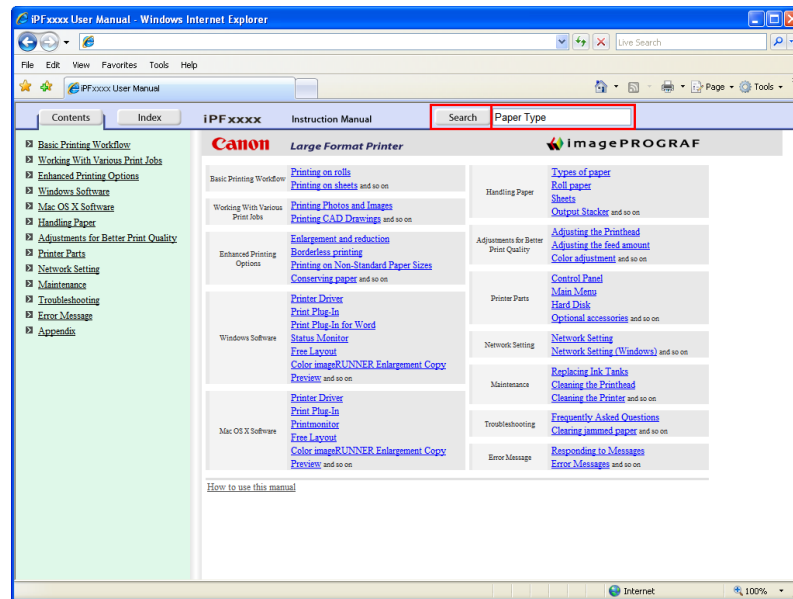 iPFxxxx User Manual - Windows Internet Explorer
Live Search
File Edit View Favorites Tools Help
iPFxxxx User Manual
Page Tools
Contents Index iPFxxxx Instruction Manual Search Paper Type
Basic Printing Workflow
Working With Various Print Jobs
Enhanced Printing Options
Windows Software
Mac OS X Software
Handling Paper
Adjustments for Better Print Quality
Printer Parts
Network Setting
Maintenance
Troubleshooting
Error Message
Appendix
Canon Large Format Printer imagePROGRAF
Basic Printing Workflow
Printing on rolls
Printing on sheets and so on
Working With Various
Print Jobs
Printing Photos and Images
Printing CAD Drawings and so on
Enhanced Printing
Options
Enlargement and reduction
Borderless printing
Printing on Non-Standard Paper Sizes
Conserving paper and so on
Windows Software
Printer Driver
Print Plug-In
Print Plug-In for Word
Status Monitor
Free Layout
Color imageRUNNER Enlargement Copy
Preview and so on
Mac OS X Software
Printer Driver
Print Plug-In
Printmonitor
Free Layout
Color imageRUNNER Enlargement Copy
Preview and so on
Handling Paper
Types of paper
Roll paper
Sheets
Output Stacker and so on
Adjustments for Better
Print Quality
Adjusting the Printhead
Adjusting the feed amount
Color adjustment and so on
Printer Parts
Control Panel
Main Menu
Hard Disk
Optional accessories and so on
Network Setting
Network Setting
Network Setting (Windows) and so on
Maintenance
Replacing Ink Tanks
Cleaning the Printhead
Cleaning the Printer and so on
Troubleshooting
Frequently Asked Questions
Clearing jammed paper and so on
Error Message
Responding to Messages
Error Messages and so on
How to use this manual
Internet 100%